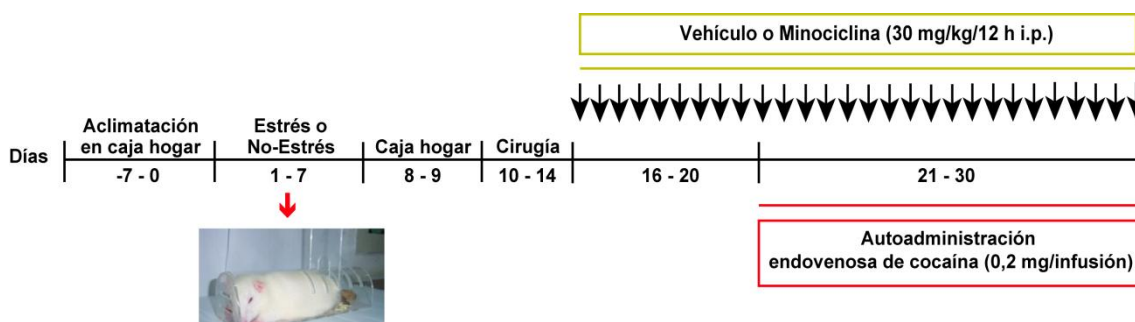 Vehículo o Minociclina (30 mg/kg/12 h i.p.)
Aclimatación
en caja hogar
Estrés o
No-Estrés
Caja hogar
Cirugía
Días
-7 - 0
1 - 7
8 - 9
10 - 14
16 - 20
21 - 30
Autoadministración
endovenosa de cocaína (0,2 mg/infusión)